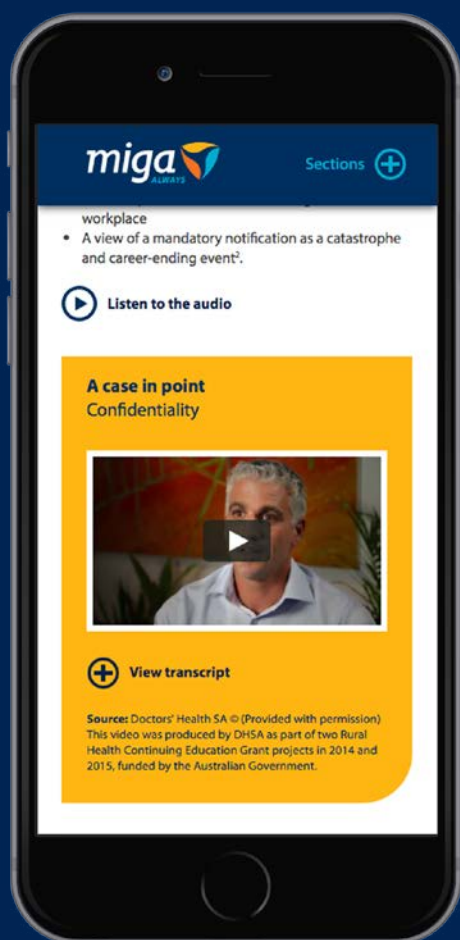 miga
ALWAYS
Sections
workplace
• A view of a mandatory notification as a catastrophe
and career-ending event².
Listen to the audio
A case in point
Confidentiality
View transcript
Source: Doctors' Health SA © (Provided with permission)
This video was produced by DHSA as part of two Rural
Health Continuing Education Grant projects in 2014 and
2015, funded by the Australian Government.